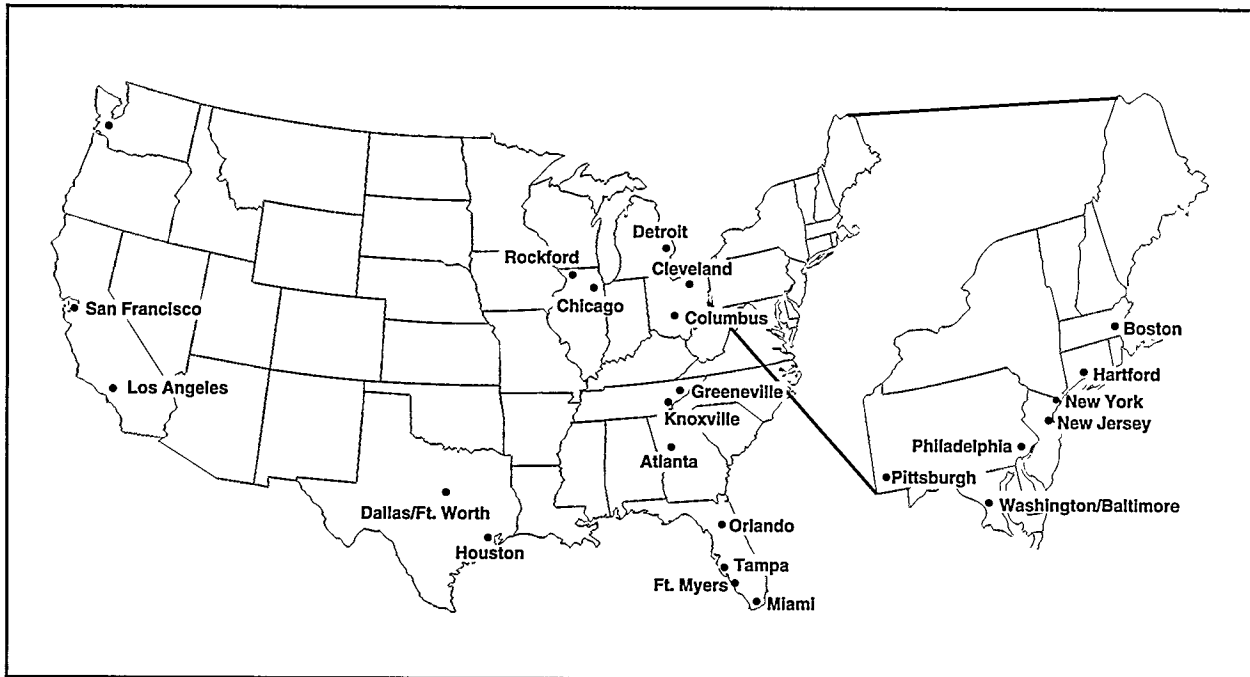 Detroit
Rockford
Cleveland
Chicago
San Francisco
Columbus
Boston
Hartford
Los Angeles
Greeneville
New York
Knoxville
New Jersey
Philadelphia
Atlanta
Pittsburgh
Washington/Baltimore
Dallas/Ft. Worth
Orlando
Houston
Tampa
Ft. Myers
Miami